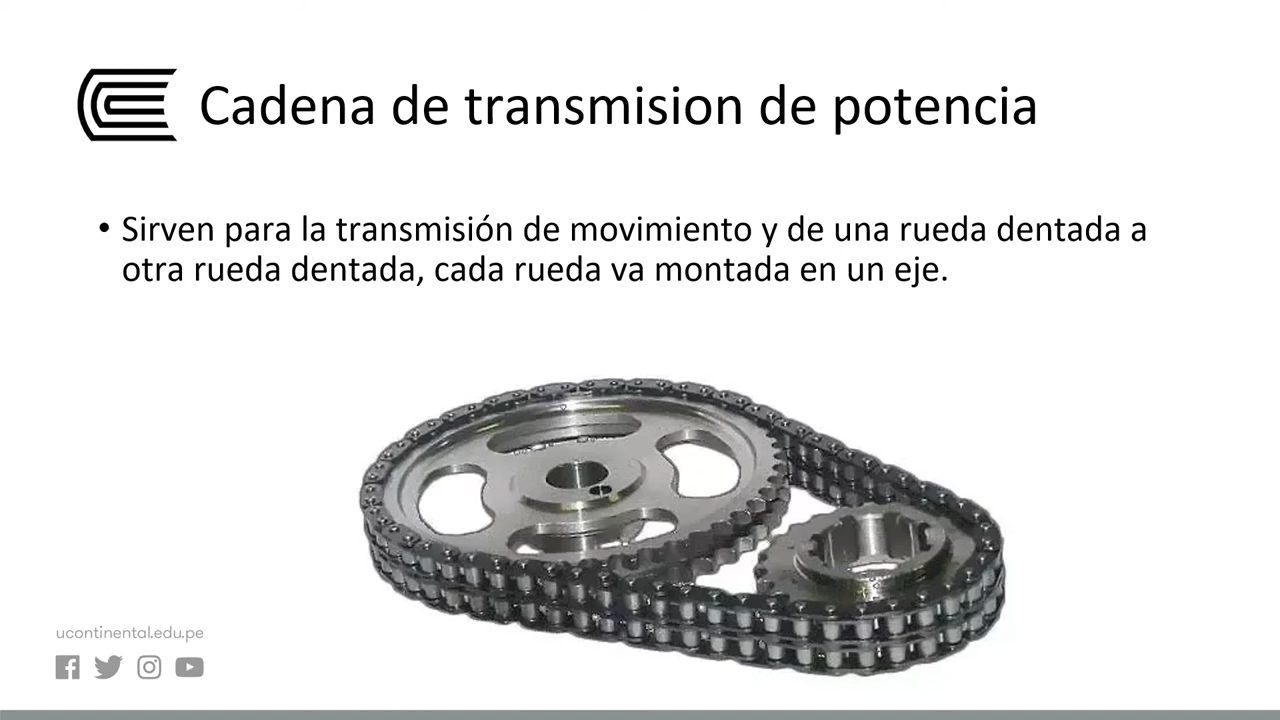 Cadena de transmision de potencia
• Sirven para la transmisión de movimiento y de una rueda dentada a
otra rueda dentada, cada rueda va montada en un eje.
ucontinental.edu.pe